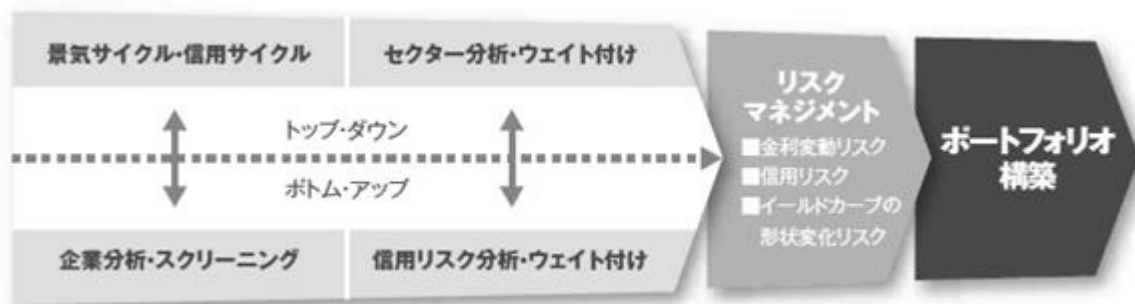 景気サイクル・信用サイクル
セクター分析・ウェイト付け
トップ・ダウン
ボトム・アップ
企業分析・スクリーニング
信用リスク分析・ウェイト付け
リスク
マネジメント
■金利変動リスク
■信用リスク
■イールドカーブの
形状変化リスク
ポートフォリオ
構築